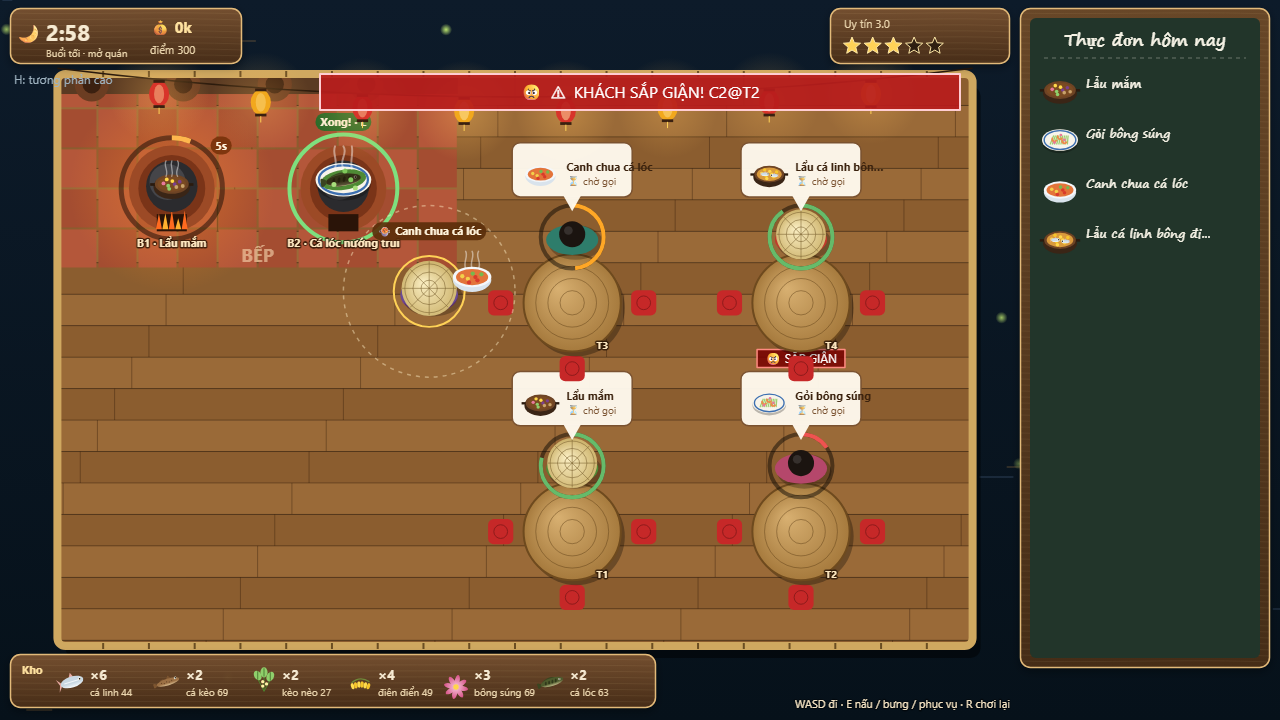 2:58
Buổi tối · mở quán
0k
điểm 300
Uy tín 3.0
H: tương phản cao
KHÁCH SẮP GIẬN! C2@T2
Thực đơn hôm nay
Lẩu mắm
Gỏi bông súng
Canh chua cá lóc
Lẩu cá linh bông đi...
5s
Xong! ·
B1 · Lẩu mắm
B2 · Cá lóc nướng trui
BẾP
Canh chua cá lóc
Canh chua cá lóc
chờ gọi
T3
Lẩu cá linh bôn...
chờ gọi
T4
SẮP GIẬN
Lẩu mắm
chờ gọi
T1
Gỏi bông súng
chờ gọi
T2
Kho
×6
cá linh 44
×2
cá kèo 69
×2
kèo nèo 27
×4
điên điển 49
×3
bông súng 69
×2
cá lóc 63
WASD đi · E nấu / bưng / phục vụ · R chơi lại